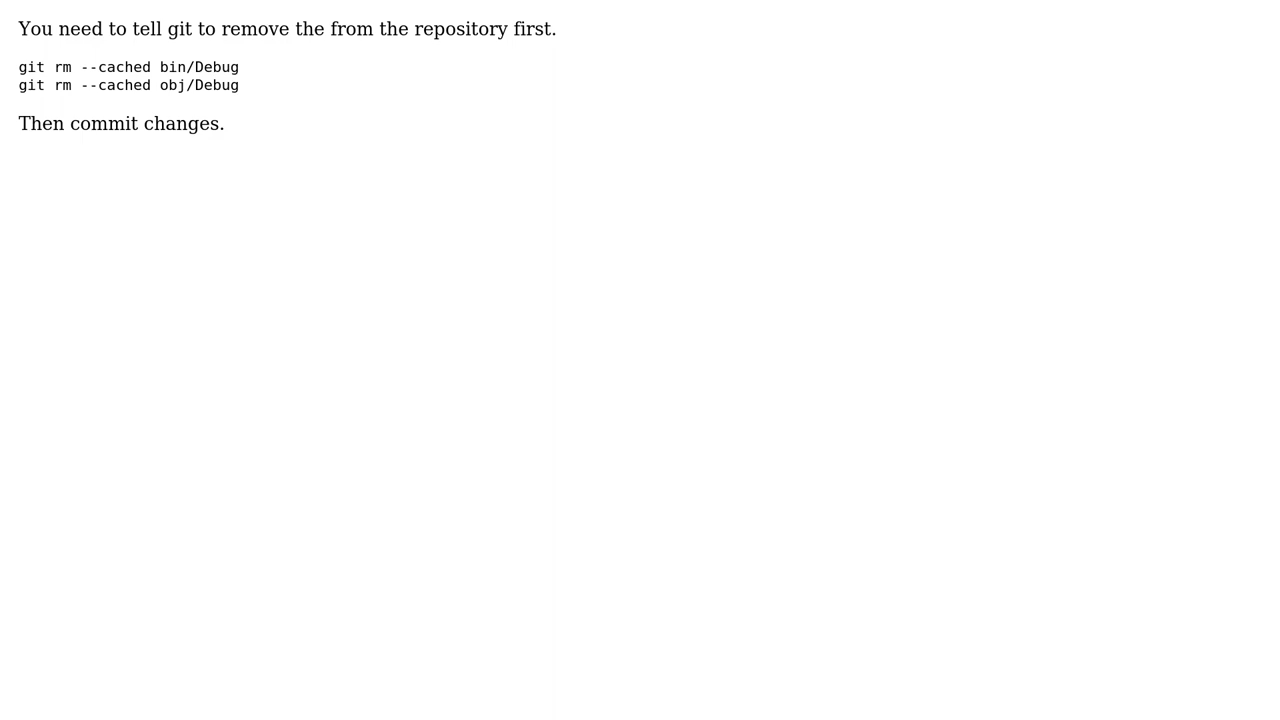 You need to tell git to remove the from the repository first.
git rm --cached bin/Debug
git rm --cached obj/Debug
Then commit changes.